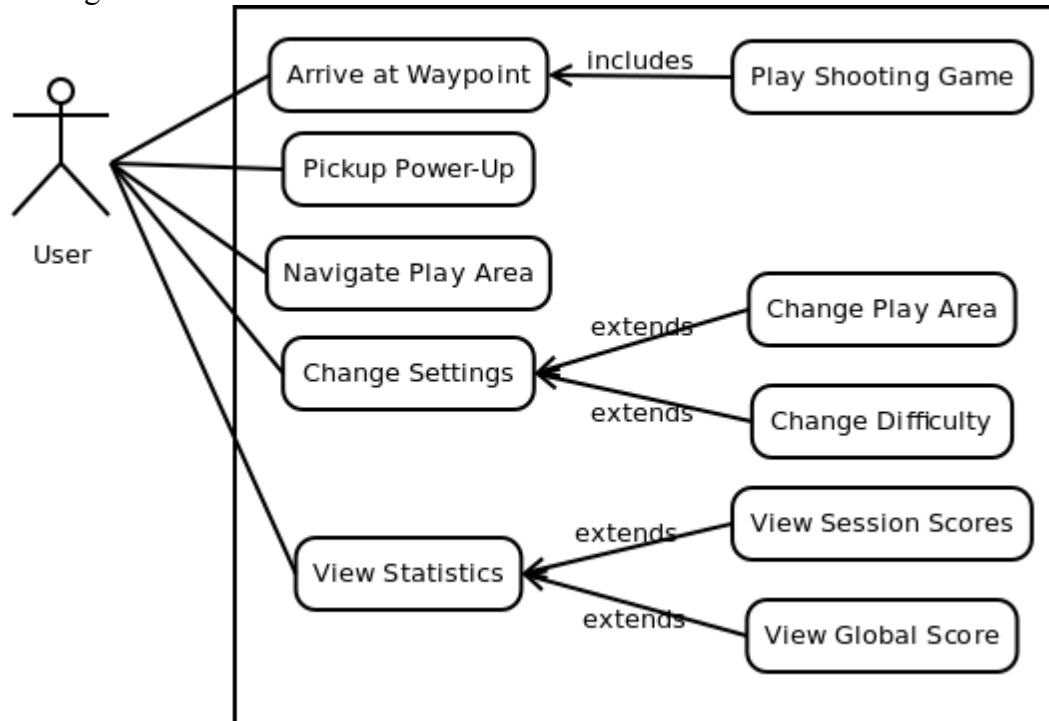 Arrive at Waypoint
includes
Play Shooting Game
Pickup Power-Up
User
Navigate Play Area
Change Settings
extends
Change Play Area
extends
Change Difficulty
View Statistics
extends
View Session Scores
extends
View Global Score